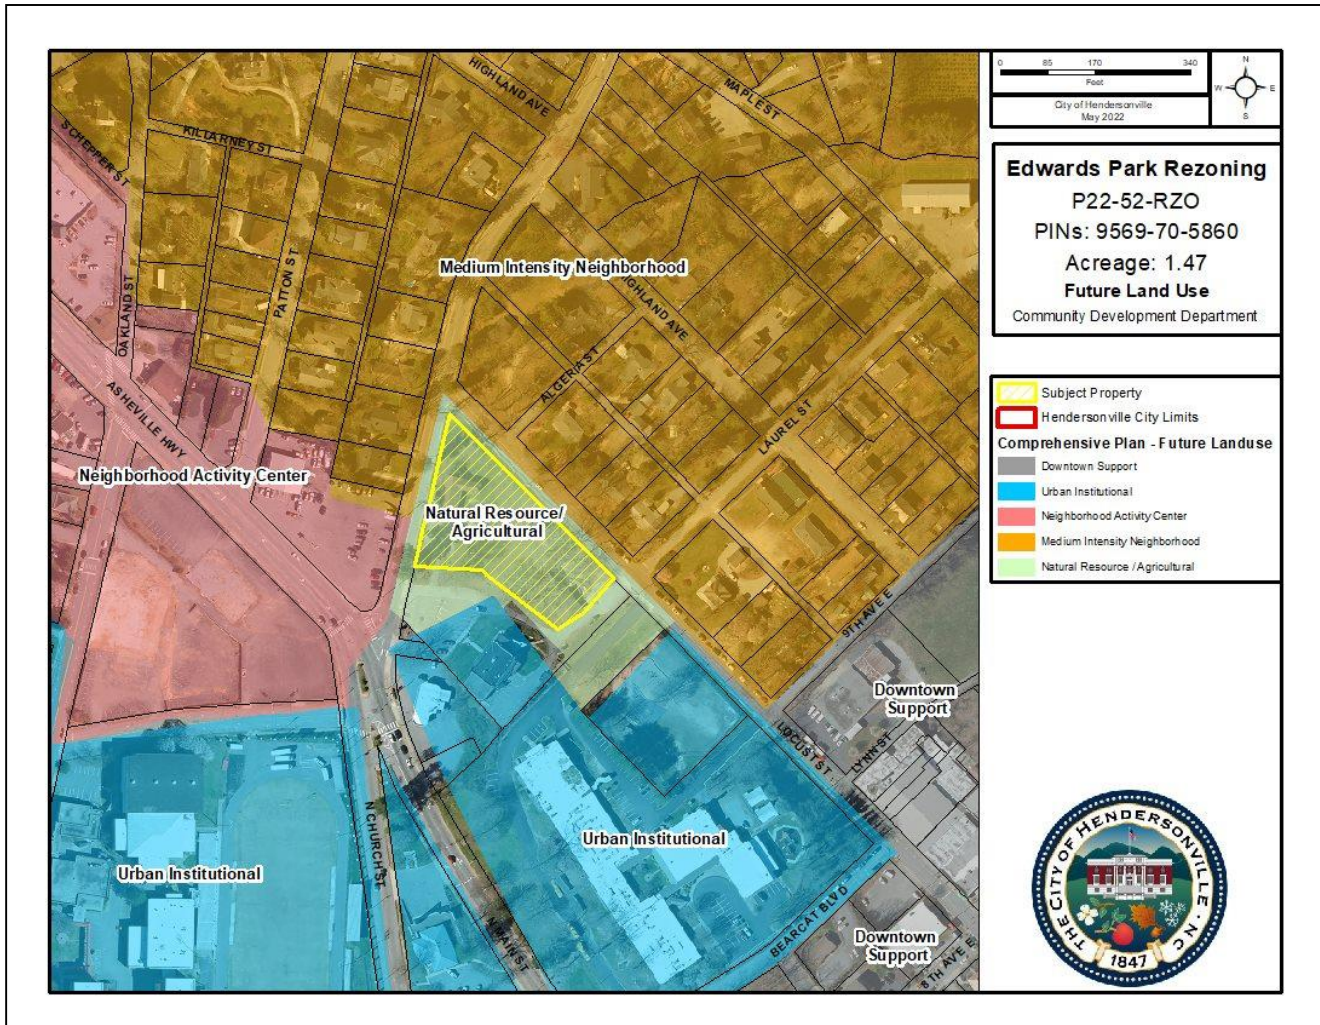 0 85 170 340
Feet
City of Hendersonville
May 2022
N
W E
S
Edwards Park Rezoning
P22-52-RZO
PINs: 9569-70-5860
Acreage: 1.47
Future Land Use
Community Development Department
Subject Property
Hendersonville City Limits
Comprehensive Plan - Future Landuse
Downtown Support
Urban Institutional
Neighborhood Activity Center
Medium Intensity Neighborhood
Natural Resource / Agricultural
HIGHLAND AVE
MAPLE ST
SCHEPPER ST
KILLARNEY ST
PATTON ST
OAKLAND ST
Medium Intensity Neighborhood
HIGHLAND AVE
ALGERIA ST
ASHEVILLE HWY
LAUREL ST
Neighborhood Activity Center
Natural Resource/
Agricultural
9TH AVE E
Downtown
Support
LOCUST ST
LYNN ST
N CHURCH ST
Urban Institutional
Urban Institutional
N MAIN ST
BEARCAT BLVD
Downtown
Support
8TH AVE E
THE CITY OF HENDERSONVILLE · NC
1847